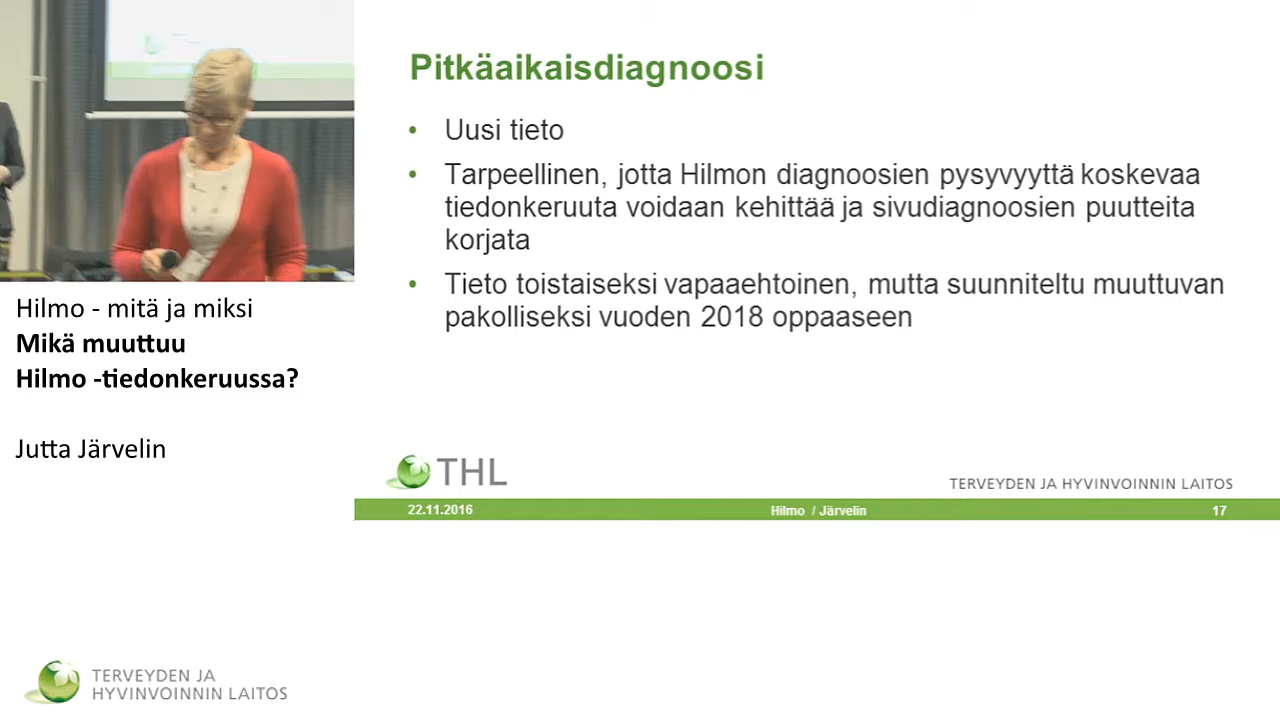 Pitkäaikaisdiagnoosi
• Uusi tieto
• Tarpeellinen, jotta Hilmon diagnoosien pysyvyyttä koskevaa
tiedonkeruuta voidaan kehittää ja sivudiagnoosien puutteita
korjata
• Tieto toistaiseksi vapaaehtoinen, mutta suunniteltu muuttuvan
pakolliseksi vuoden 2018 oppaaseen
THL
TERVEYDEN JA HYVINVOINNIN LAITOS
22.11.2016 Hilmo / Järvelin 17
Hilmo - mitä ja miksi
Mikä muuttuu
Hilmo -tiedonkeruussa?
Jutta Järvelin
TERVEYDEN JA
HYVINVOINNIN LAITOS